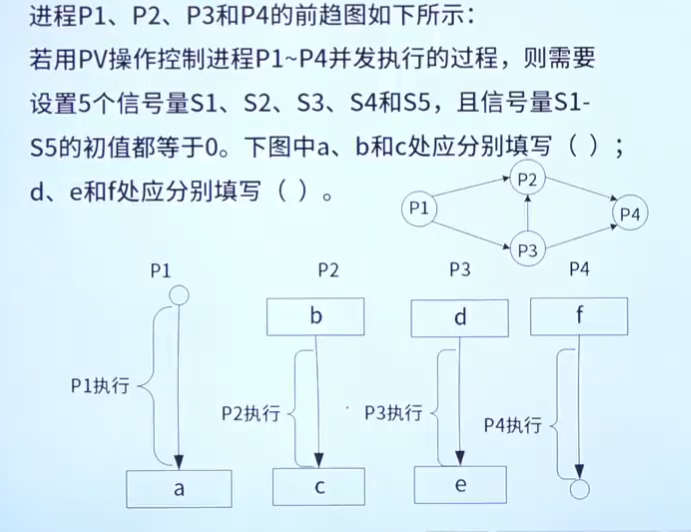 进程P1、P2、P3和P4的前趋图如下所示：
若用PV操作控制进程P1~P4并发执行的过程，则需要
设置5个信号量S1、S2、S3、S4和S5，且信号量S1-
S5的初值都等于0。下图中a、b和c处应分别填写（ ）；
d、e和f处应分别填写（ ）。
P2
P1
P4
P3
P1
P2
P3
P4
b
d
f
P1执行
P2执行
P3执行
P4执行
a
c
e